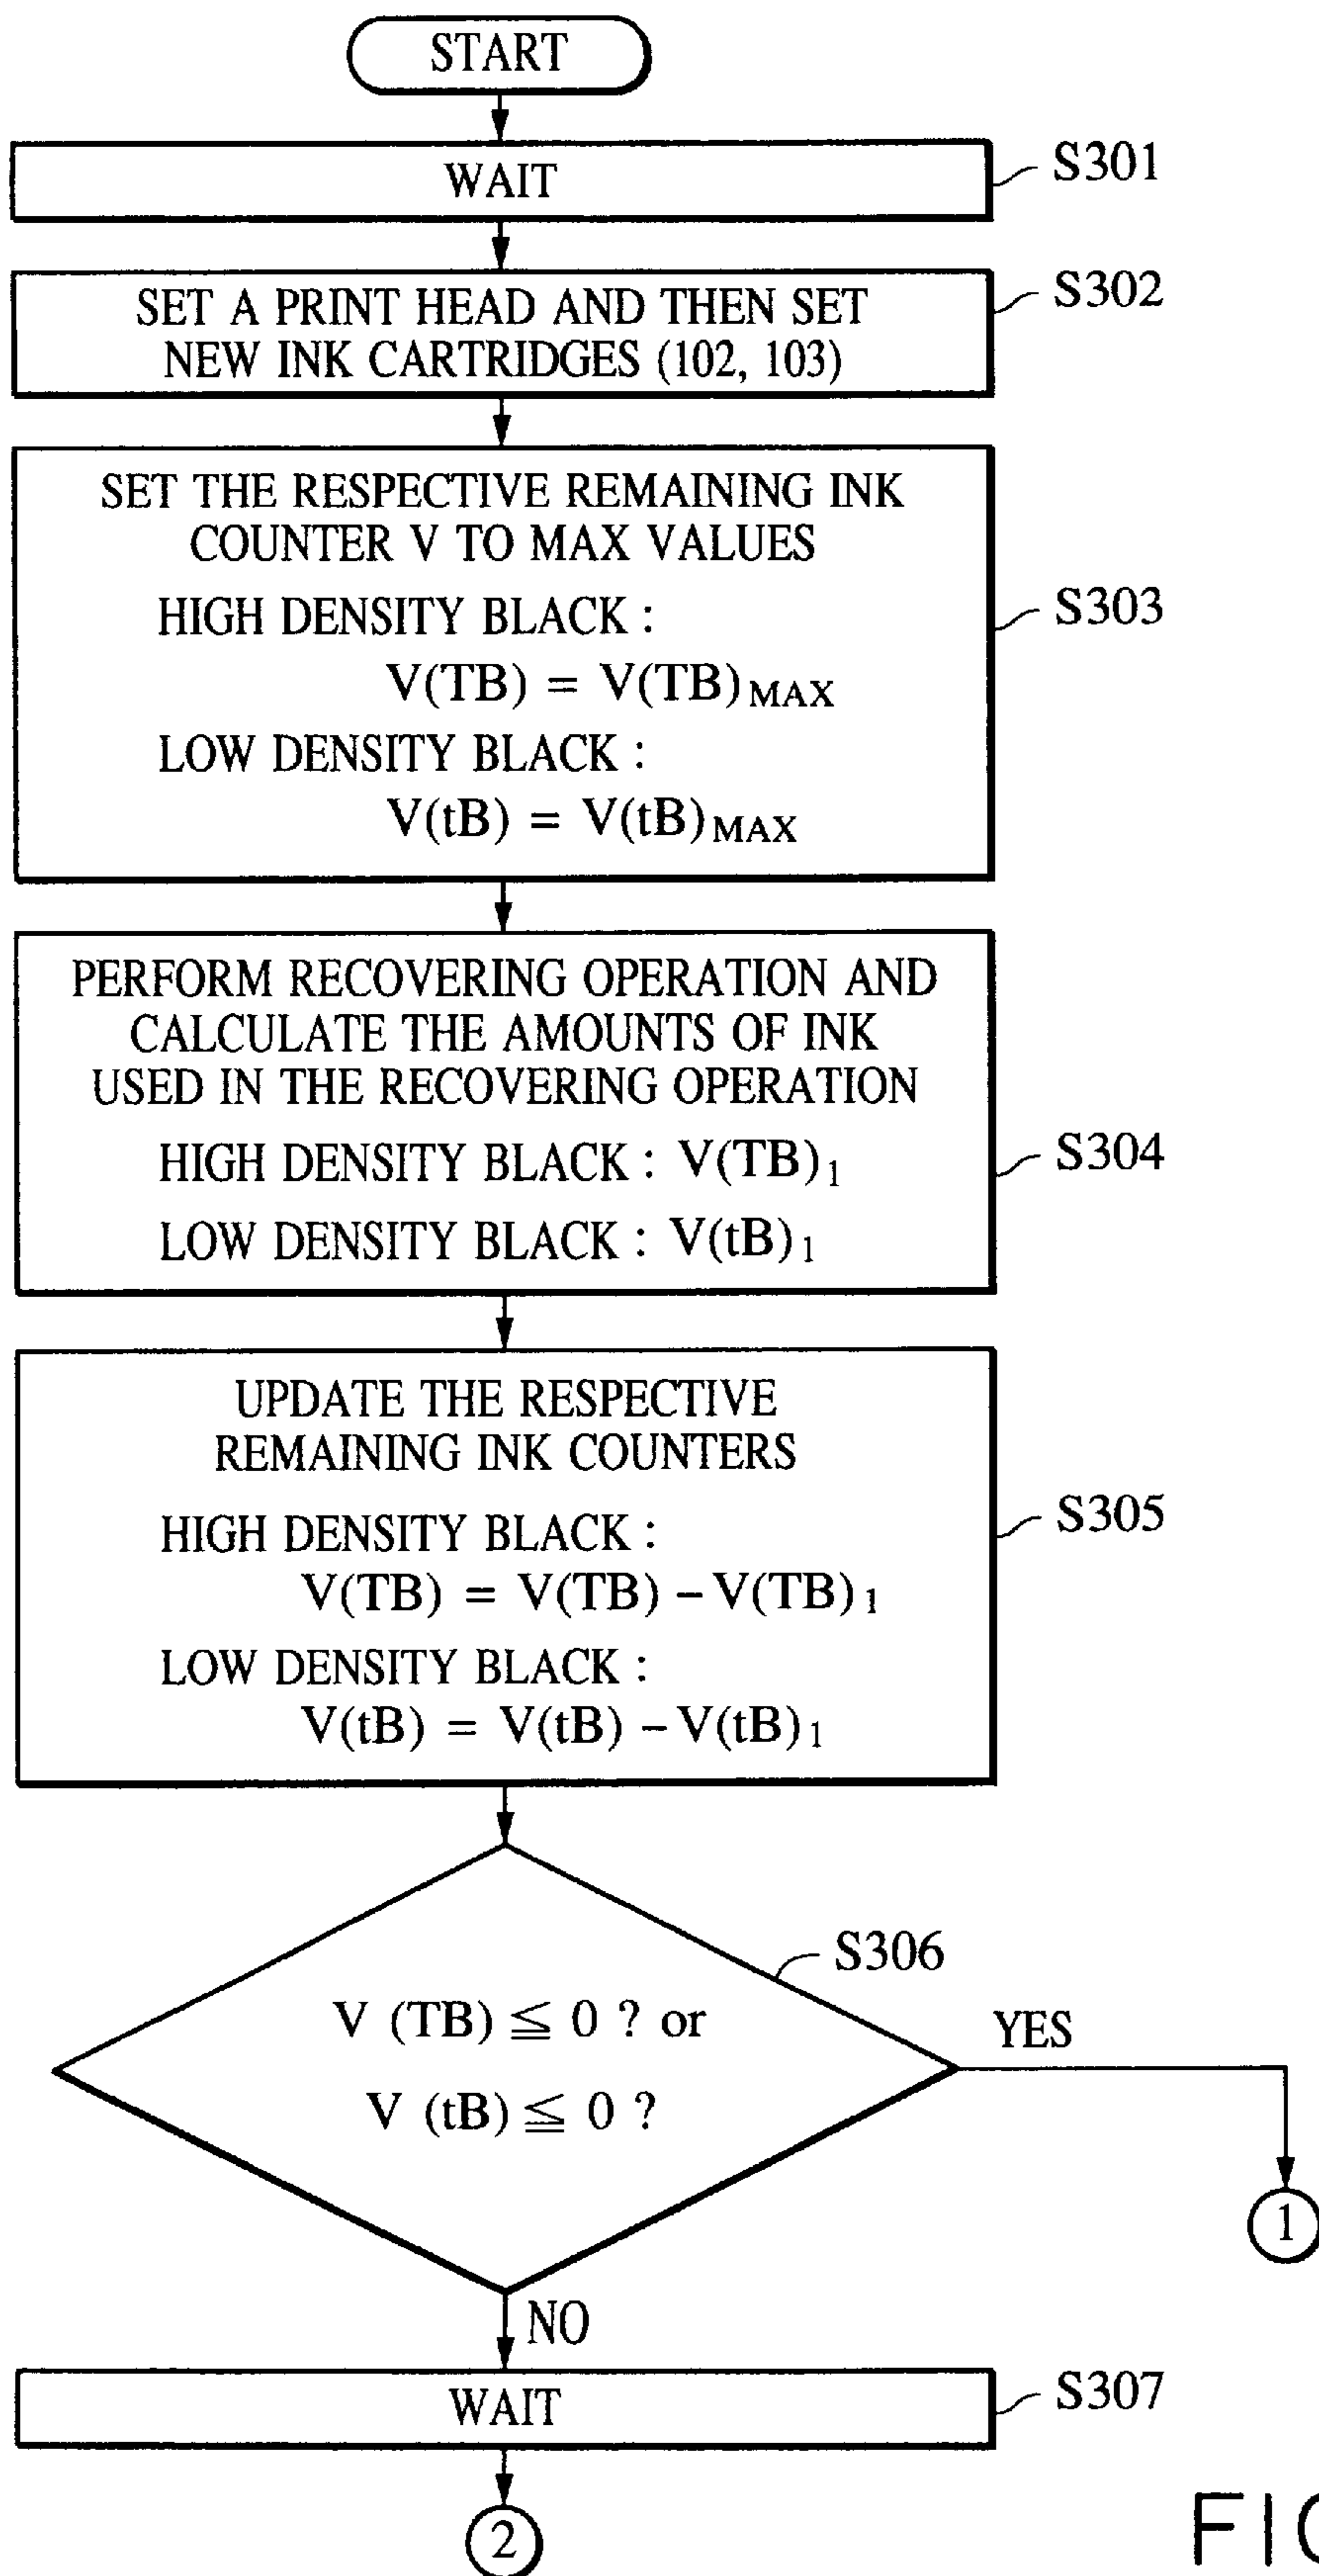 START
WAIT
S301
SET A PRINT HEAD AND THEN SET
NEW INK CARTRIDGES (102, 103)
S302
SET THE RESPECTIVE REMAINING INK
COUNTER V TO MAX VALUES
HIGH DENSITY BLACK :
V(TB) = V(TB)MAX
LOW DENSITY BLACK :
V(tB) = V(tB)MAX
S303
PERFORM RECOVERING OPERATION AND
CALCULATE THE AMOUNTS OF INK
USED IN THE RECOVERING OPERATION
HIGH DENSITY BLACK : V(TB)1
LOW DENSITY BLACK : V(tB)1
S304
UPDATE THE RESPECTIVE
REMAINING INK COUNTERS
HIGH DENSITY BLACK :
V(TB) = V(TB) – V(TB)1
LOW DENSITY BLACK :
V(tB) = V(tB) – V(tB)1
S305
S306
V (TB) ≦ 0 ? or
V (tB) ≦ 0 ?
YES
1
NO
WAIT
S307
2